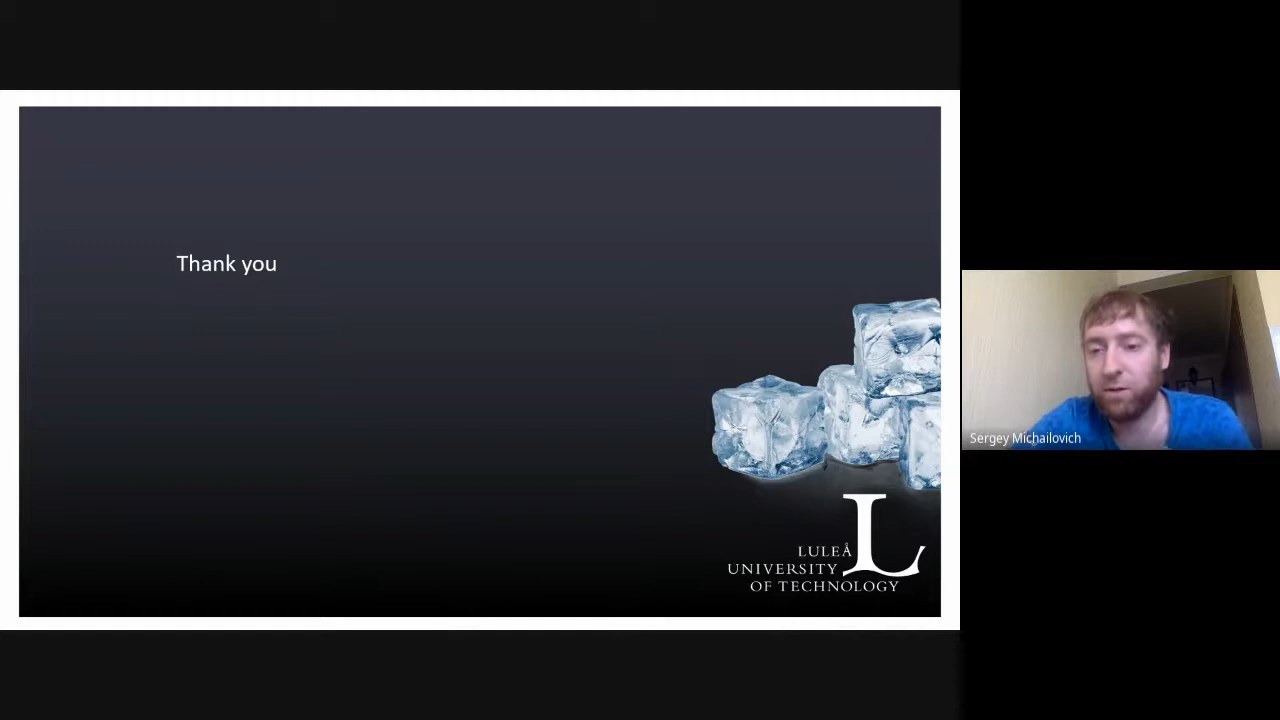 Thank you
LULEÅ
UNIVERSITY
OF TECHNOLOGY
Sergey Michailovich